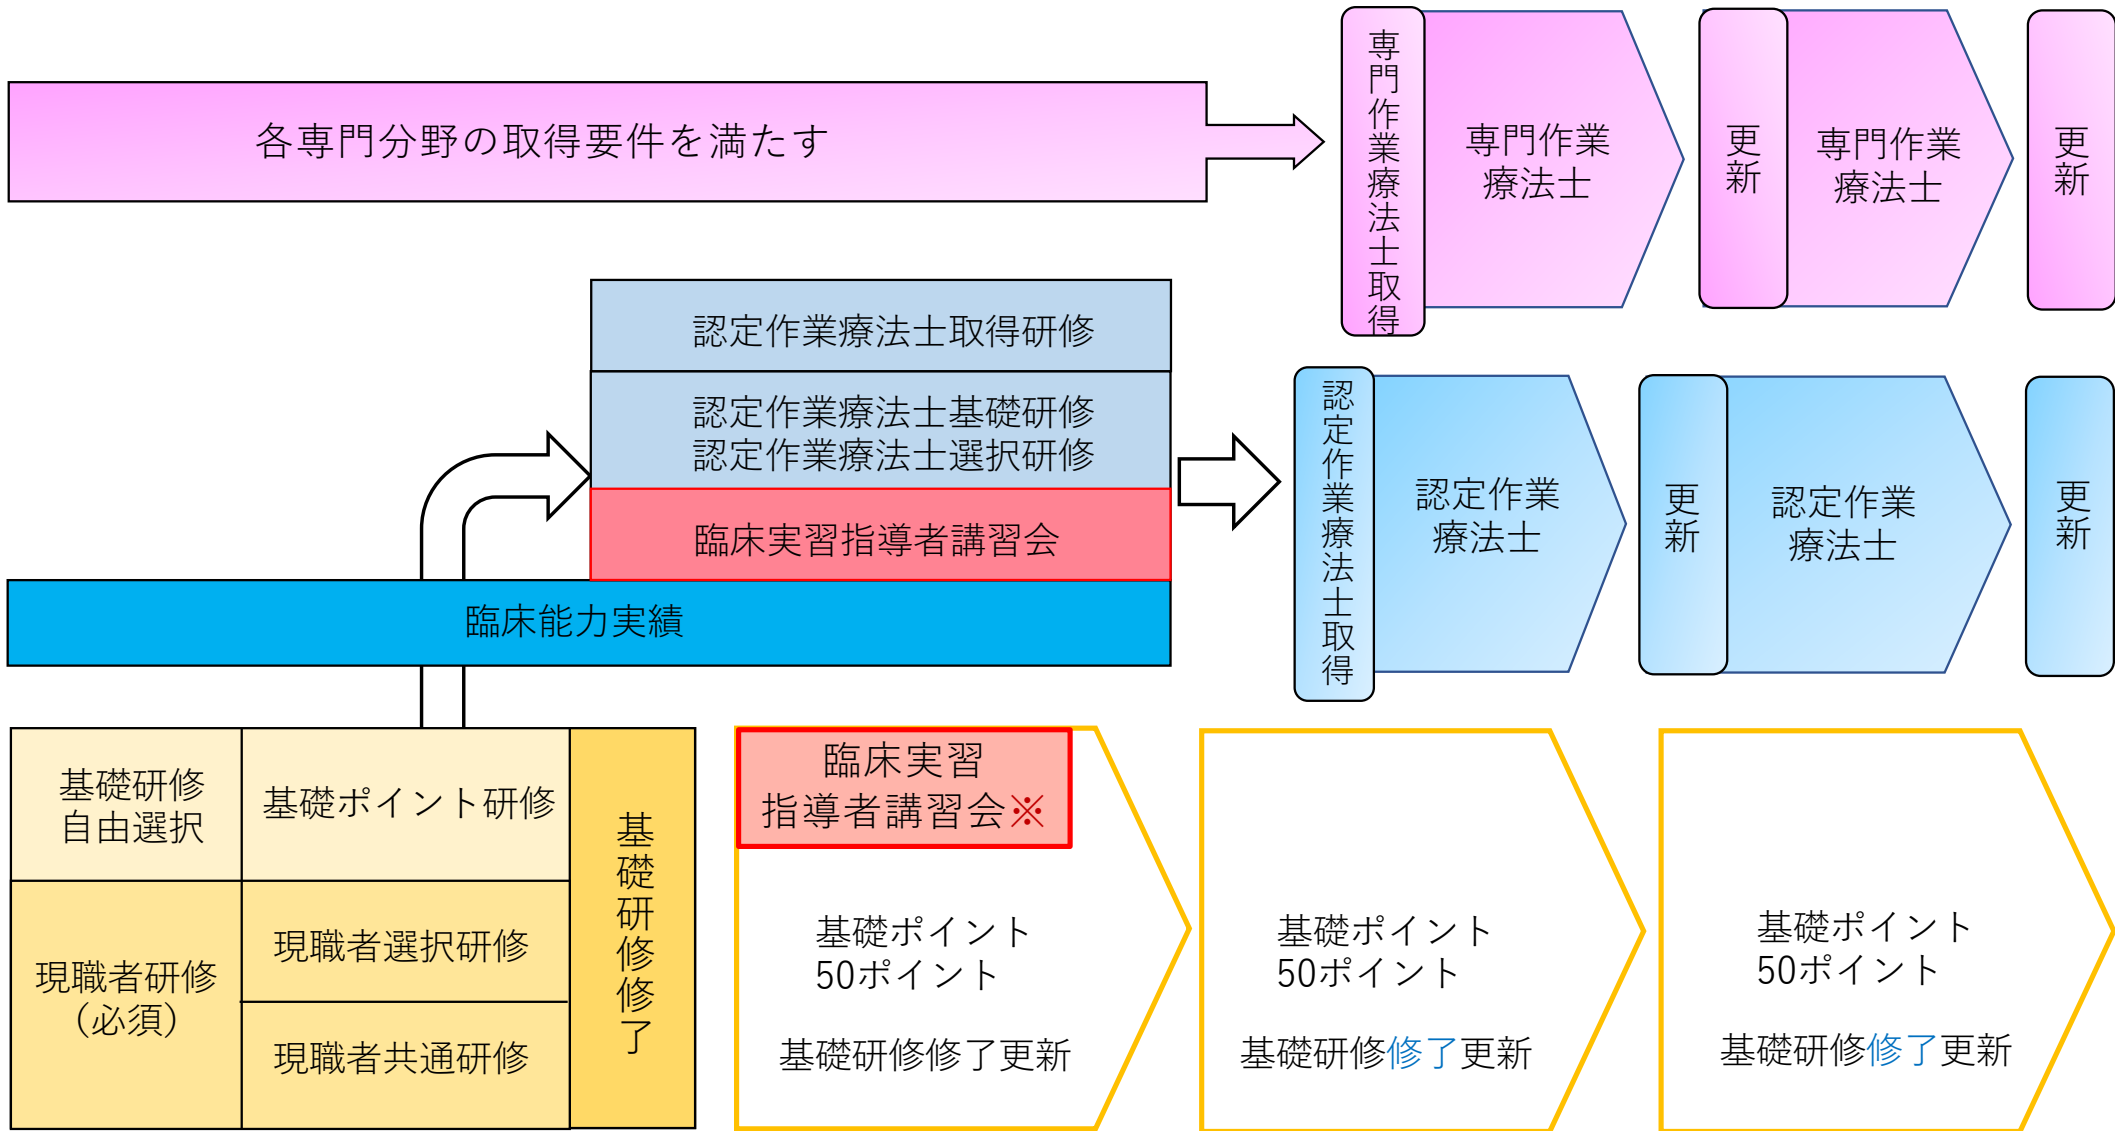 各専門分野の取得要件を満たす
専門作業療法士取得
専門作業
療法士
更新
専門作業
療法士
更新
認定作業療法士取得研修
認定作業療法士基礎研修
認定作業療法士選択研修
臨床実習指導者講習会
臨床能力実績
認定作業療法士取得
認定作業
療法士
更新
認定作業
療法士
更新
基礎研修
自由選択
基礎ポイント研修
現職者研修
(必須)
現職者選択研修
現職者共通研修
基礎研修修了
臨床実習
指導者講習会※
基礎ポイント
50ポイント
基礎研修修了更新
基礎ポイント
50ポイント
基礎研修修了更新
基礎ポイント
50ポイント
基礎研修修了更新